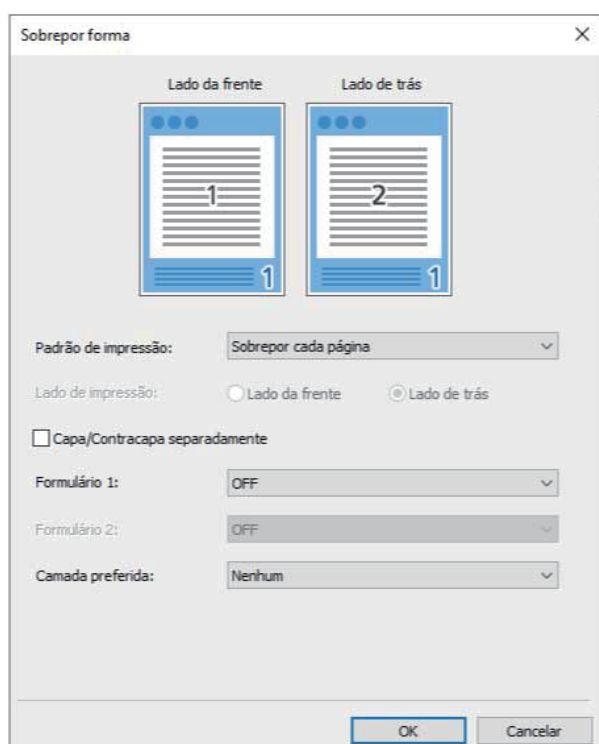 Sobrepor forma
Lado da frente Lado de trás
1 2
1 1
Padrão de impressão: Sobrepor cada página
Lado de impressão: Lado da frente Lado de trás
Capa/Contracapa separadamente
Formulário 1: OFF
Formulário 2: OFF
Camada preferida: Nenhum
OK Cancelar